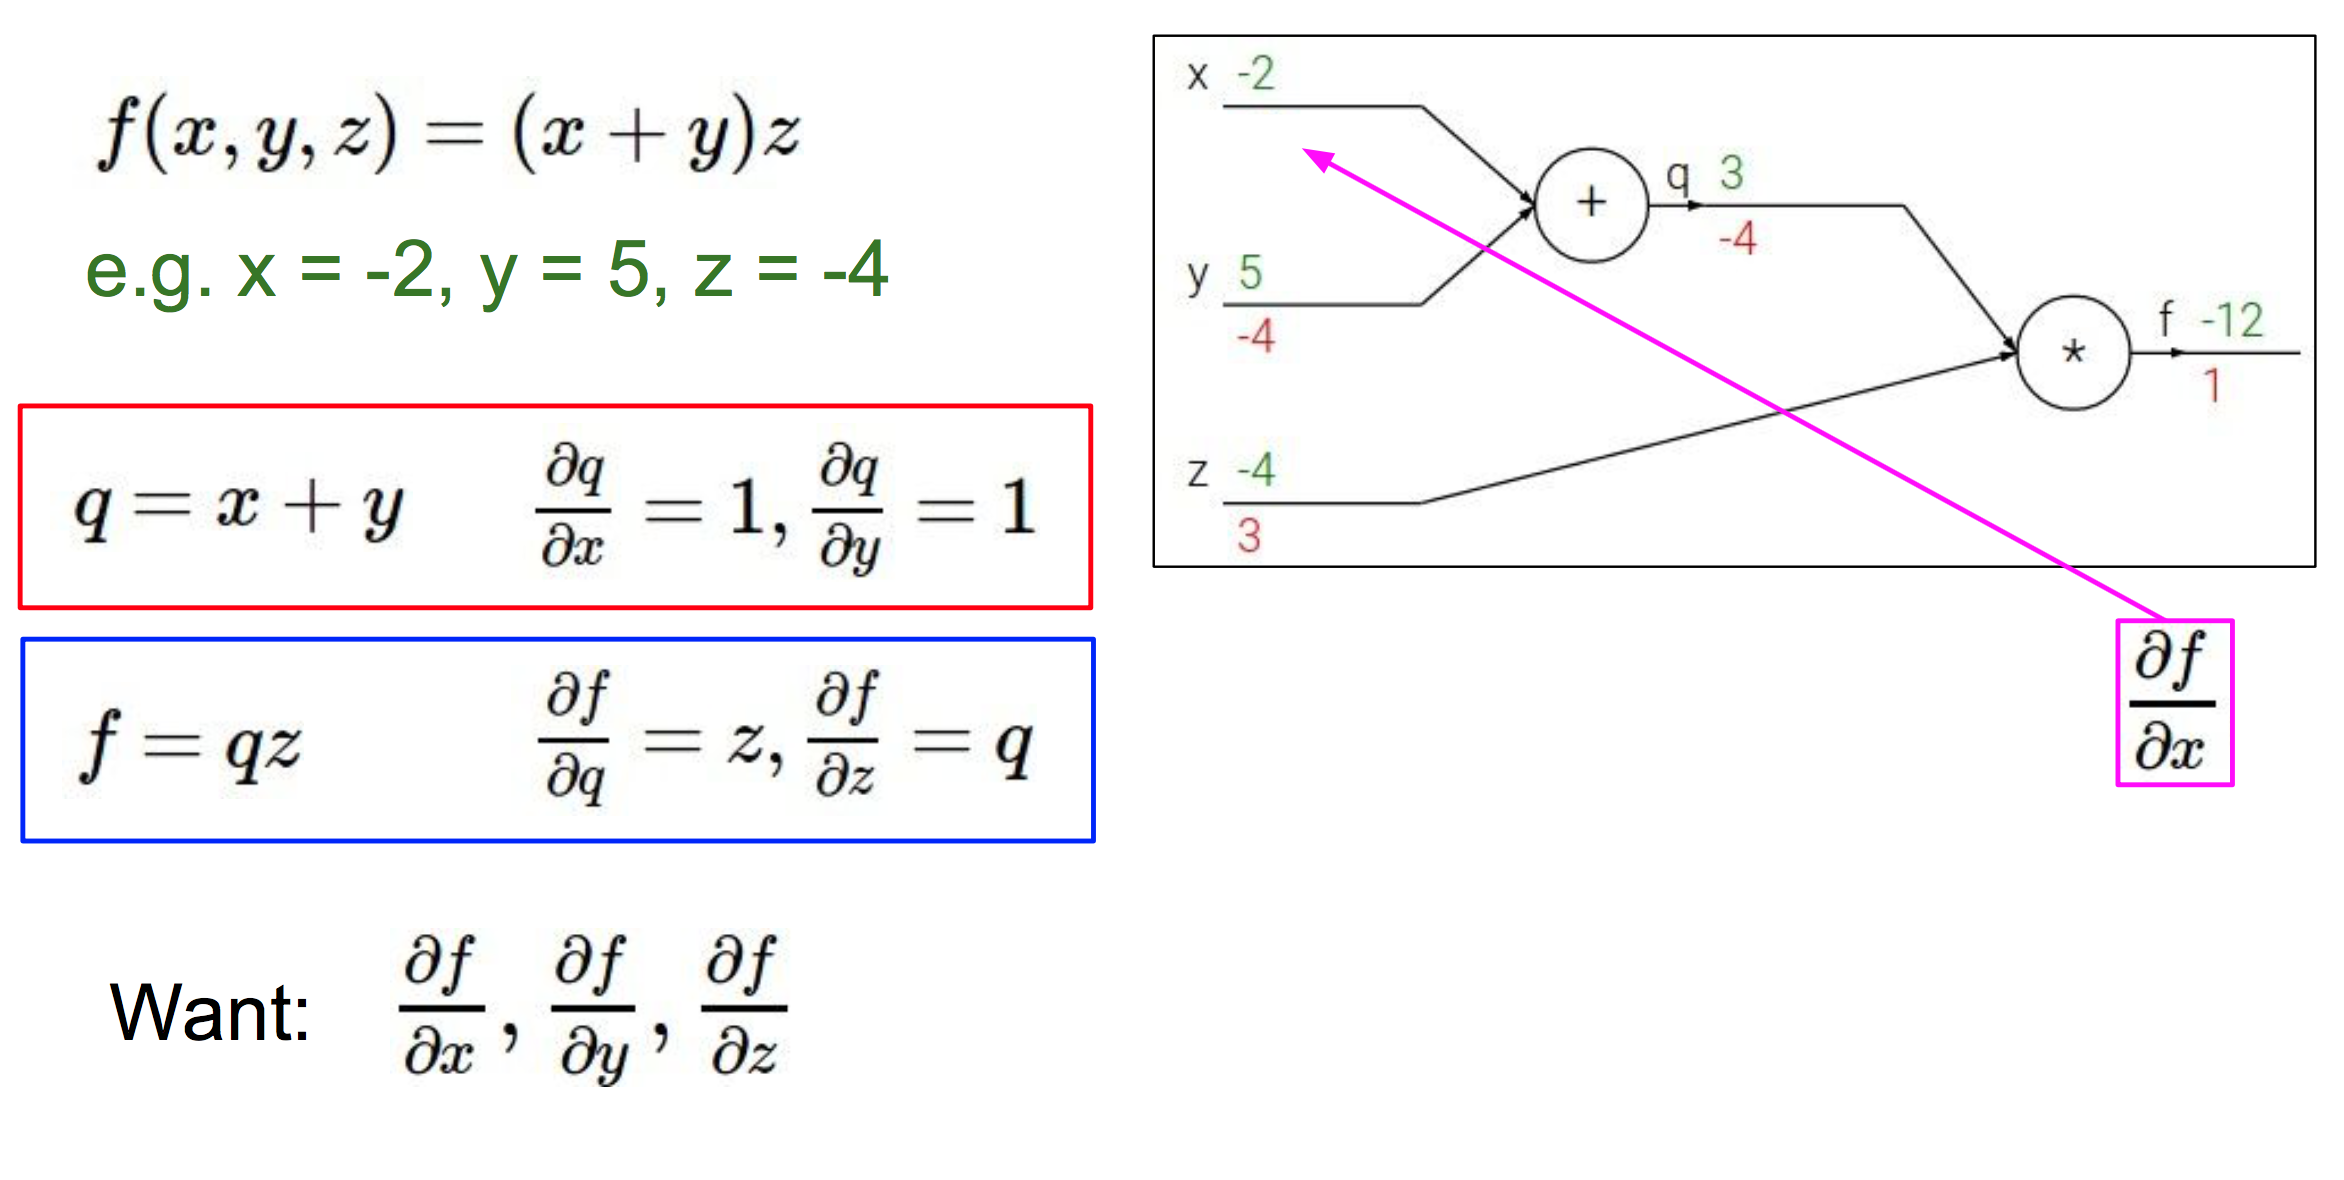 f(x, y, z) = (x + y)z
e.g. x = -2, y = 5, z = -4
q = x + y    ∂q/∂x = 1, ∂q/∂y = 1
f = qz    ∂f/∂q = z, ∂f/∂z = q
Want: ∂f/∂x, ∂f/∂y, ∂f/∂z
x -2
+
q 3
-4
y 5
-4
*
f -12
1
z -4
3
∂f/∂x